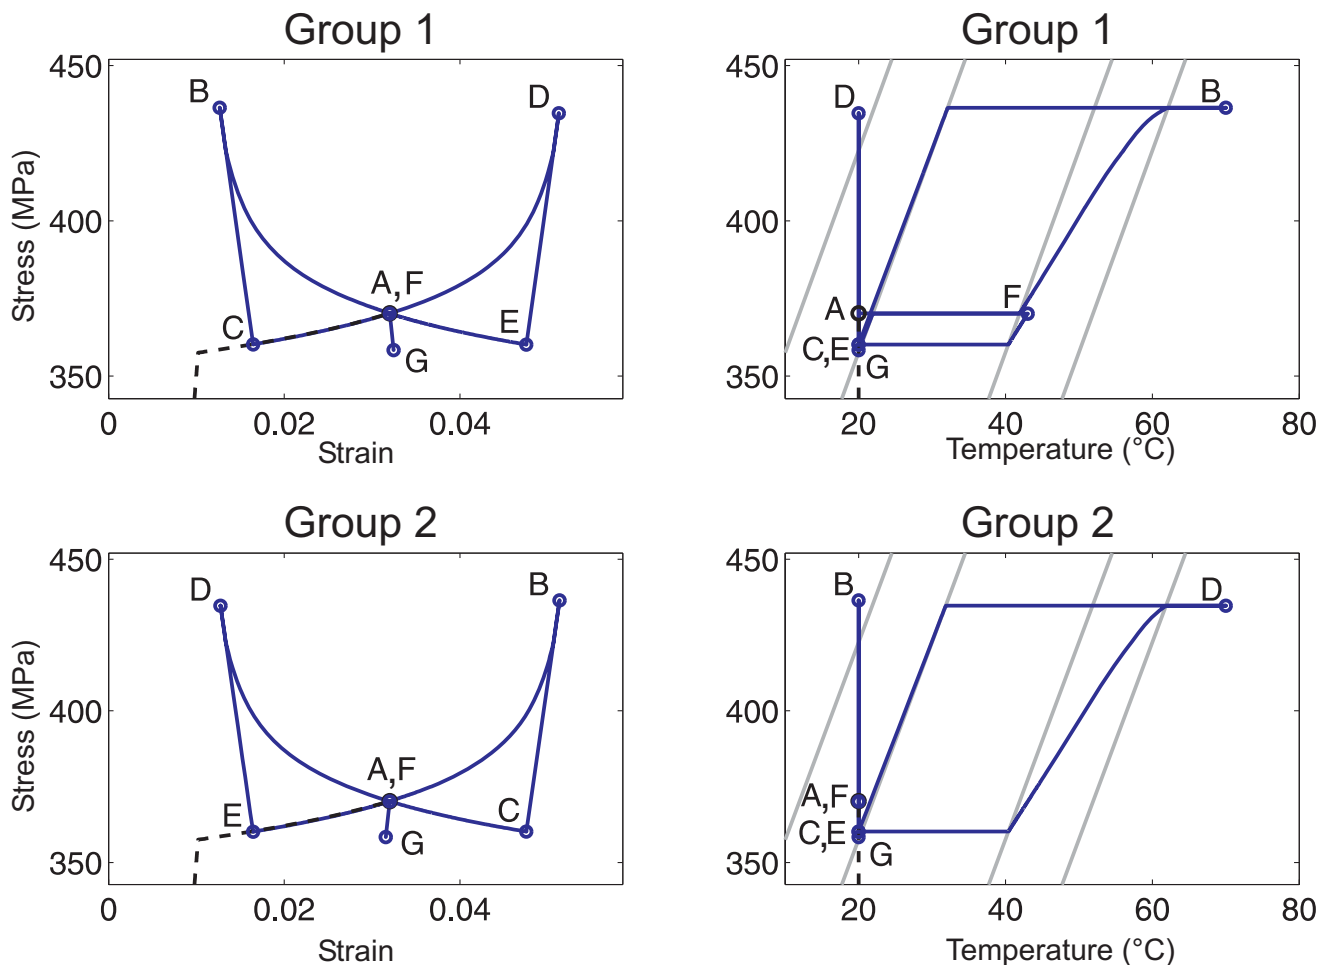 Group 1
450
400
350
Stress (MPa)
B
D
A,F
C
E
G
0
0.02
0.04
Strain
Group 1
450
400
350
D
B
A
F
C,E
G
20
40
60
80
Temperature (°C)
Group 2
450
400
350
Stress (MPa)
D
B
A,F
E
C
G
0
0.02
0.04
Strain
Group 2
450
400
350
B
D
A,F
C,E
G
20
40
60
80
Temperature (°C)